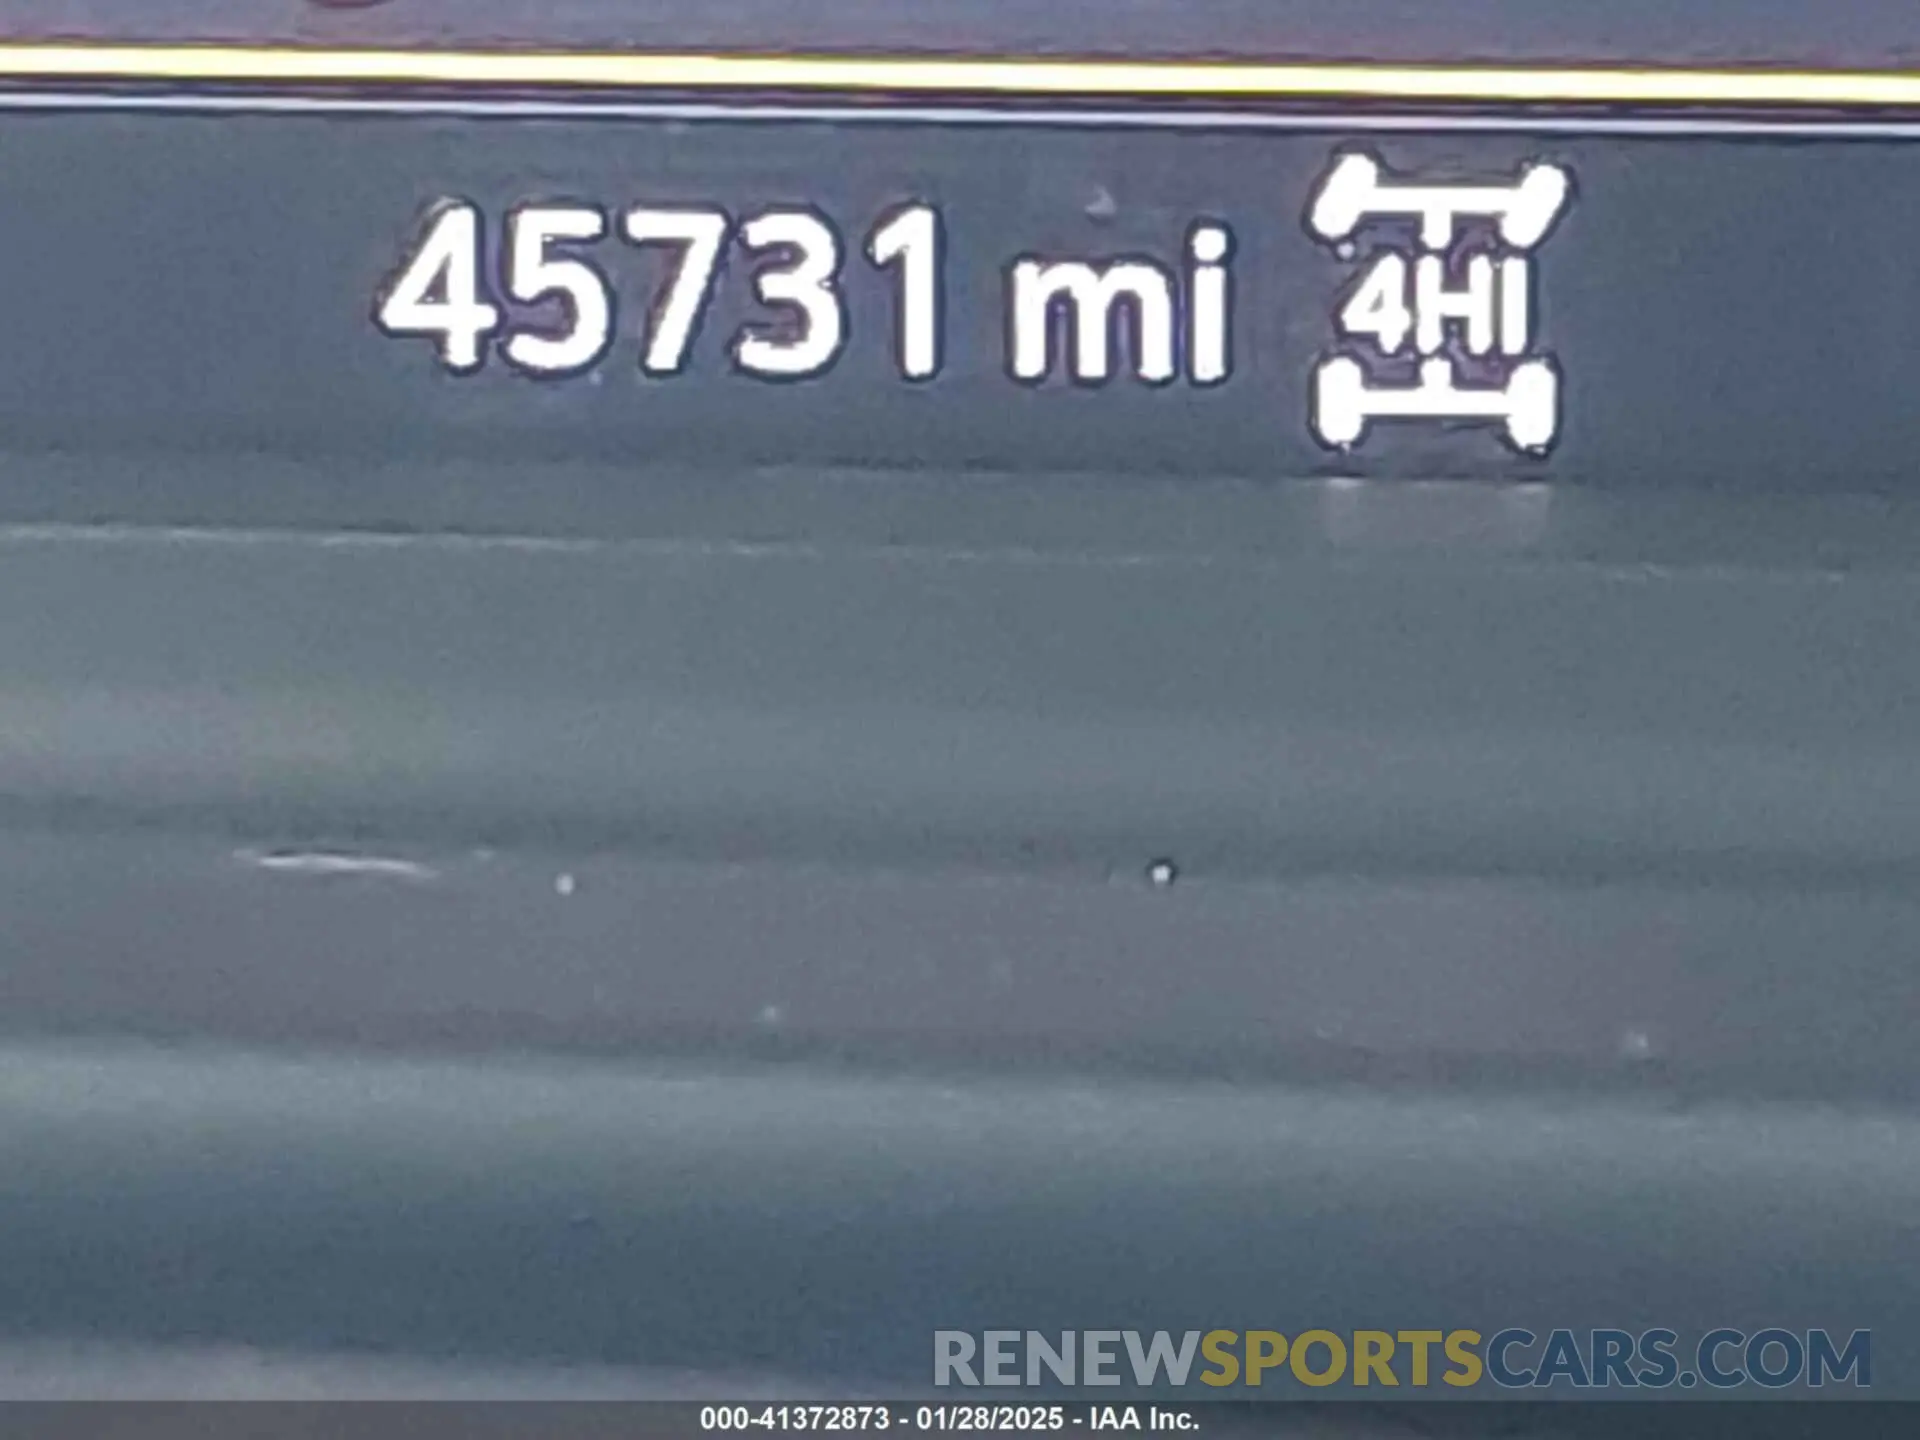 45731 mi 4HI
RENEWSPORTSCARS.COM
000-41372873 - 01/28/2025 - IAA Inc.